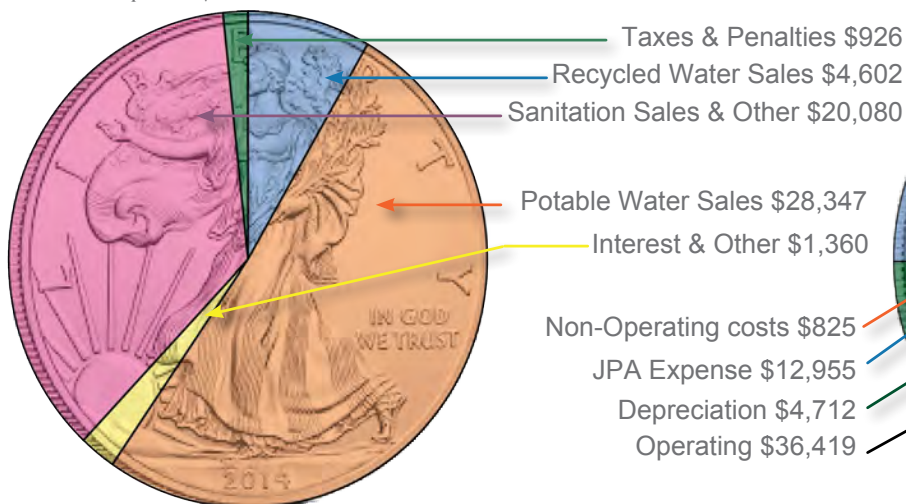 Taxes & Penalties $926
Recycled Water Sales $4,602
Sanitation Sales & Other $20,080
Potable Water Sales $28,347
Interest & Other $1,360
IN GOD
WE TRUST
Non-Operating costs $825
JPA Expense $12,955
Depreciation $4,712
Operating $36,419
2014